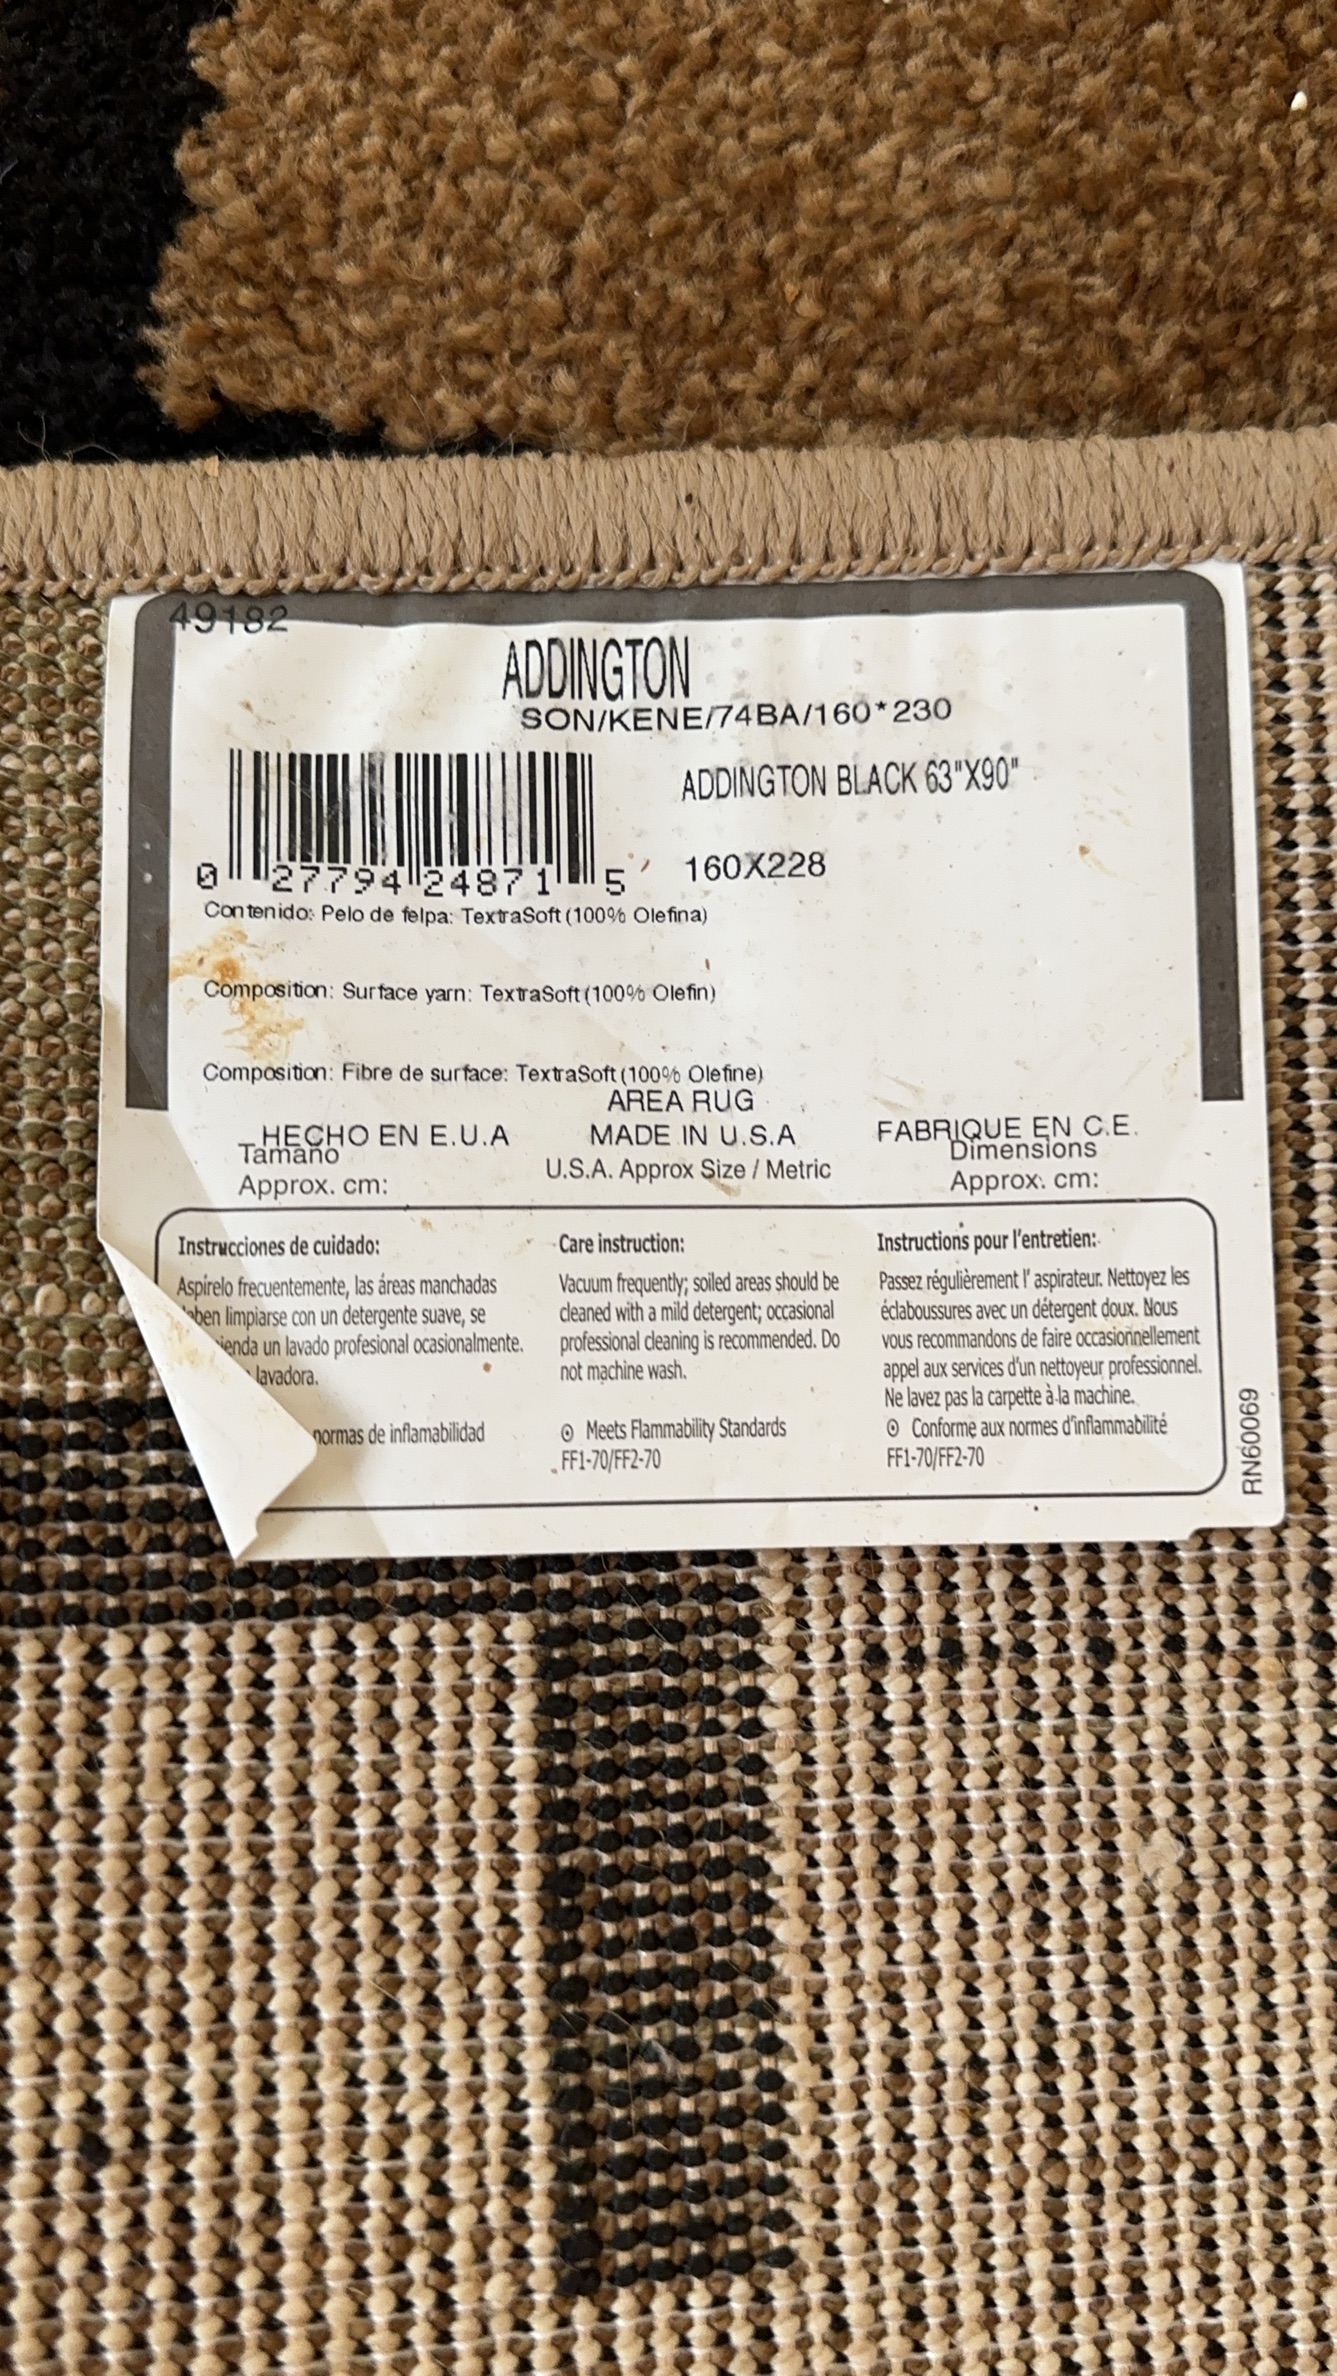 49182
ADDINGTON
SON/KENE/74BA/160*230
ADDINGTON BLACK 63"X90"
160X228
0 27794 24871 5
Contenido: Pelo de felpa: TextraSoft (100% Olefina)
Composition: Surface yarn: TextraSoft (100% Olefin)
Composition: Fibre de surface: TextraSoft (100% Olefine)
AREA RUG
HECHO EN E.U.A
MADE IN U.S.A
FABRIQUE EN C.E.
Tamano
U.S.A. Approx Size / Metric
Dimensions
Approx. cm:
Approx. cm:
Instrucciones de cuidado:
Aspírelo frecuentemente, las áreas manchadas
limpiarse con un detergente suave, se
un lavado profesional ocasionalmente.
lavadora.
normas de inflamabilidad
Care instruction:
Vacuum frequently; soiled areas should be
cleaned with a mild detergent; occasional
professional cleaning is recommended. Do
not machine wash.
Meets Flammability Standards
FF1-70/FF2-70
Instructions pour l'entretien:
Passez régulièrement l' aspirateur. Nettoyez les
éclaboussures avec un détergent doux. Nous
vous recommandons de faire occasionnellement
appel aux services d'un nettoyeur professionnel.
Ne lavez pas la carpette à la machine.
Conforme aux normes d'inflammabilité
FF1-70/FF2-70
RN60069